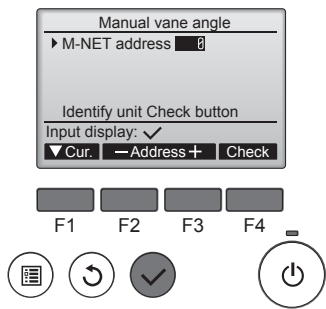 Manual vane angle
M-NET address 0
Identify unit Check button
Input display: ✓
▼Cur. −Address+ Check
F1 F2 F3 F4